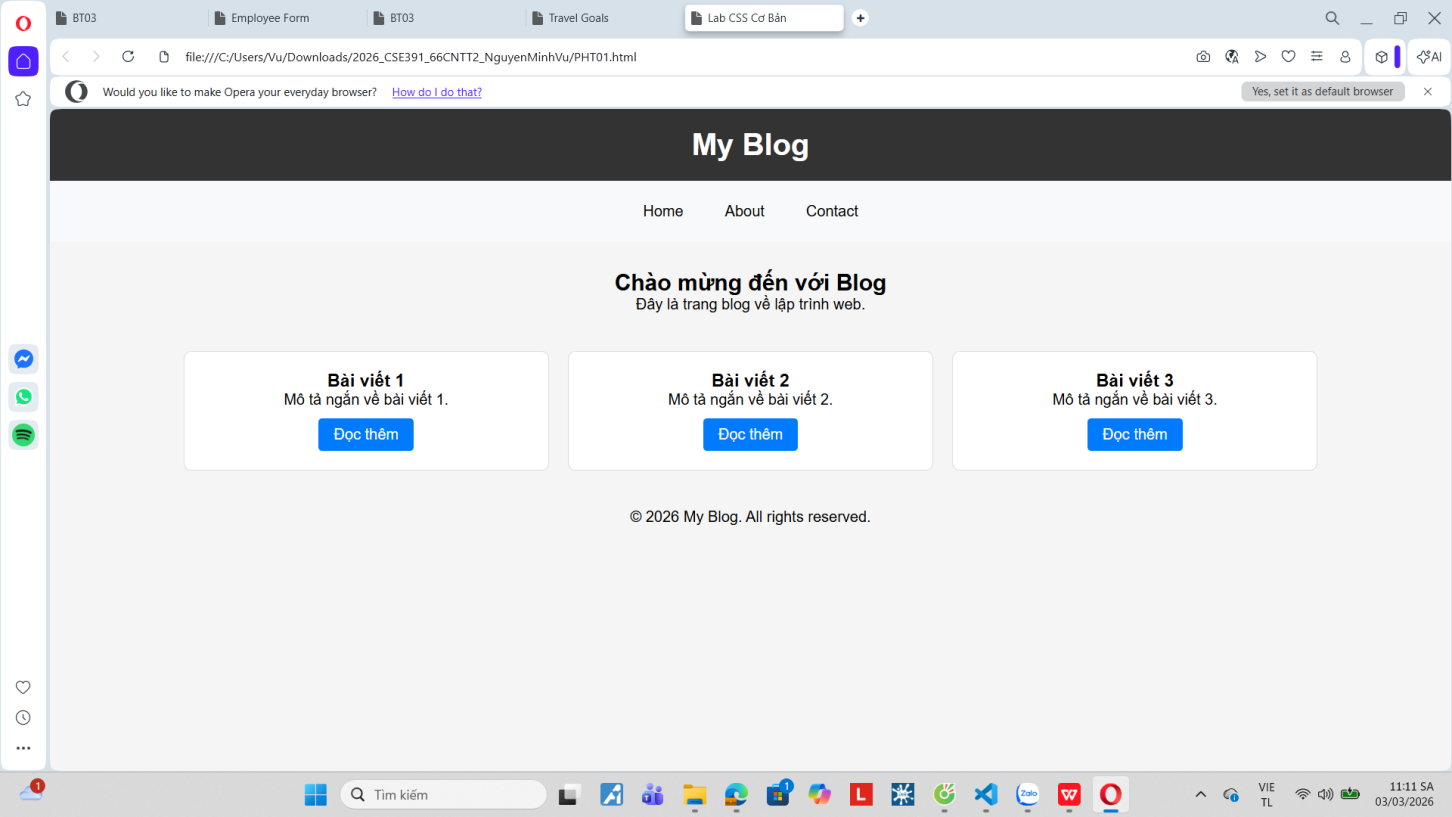 BT03
Employee Form
BT03
Travel Goals
Lab CSS Cơ Bản
file:///C:/Users/Vu/Downloads/2026_CSE391_66CNTT2_NguyenMinhVu/PHT01.html
AI
Would you like to make Opera your everyday browser? How do I do that?
Yes, set it as default browser
My Blog
Home About Contact
Chào mừng đến với Blog
Đây là trang blog về lập trình web.
Bài viết 1
Mô tả ngắn về bài viết 1.
Đọc thêm
Bài viết 2
Mô tả ngắn về bài viết 2.
Đọc thêm
Bài viết 3
Mô tả ngắn về bài viết 3.
Đọc thêm
© 2026 My Blog. All rights reserved.
1
Tìm kiếm
1
L
Zalo
VIE
TL
11:11 SA
03/03/2026